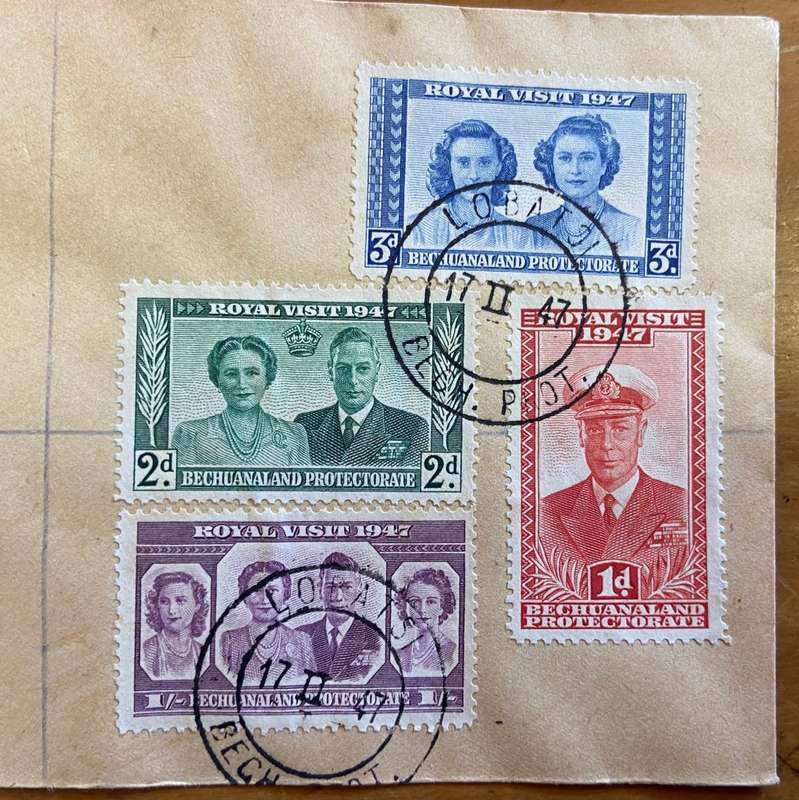 ROYAL VISIT 1947
3d 3d.
BECHUANALAND PROTECTORATE
LOBATSI
17 II 47
BECH. PROT.
ROYAL VISIT 1947
2d. 2d.
BECHUANALAND PROTECTORATE
ROYAL VISIT
1947
1d
BECHUANALAND
PROTECTORATE
ROYAL VISIT 1947
1/- BECHUANALAND PROTECTORATE 1/-
LOBATSI
17 II 47
BECH. PROT.